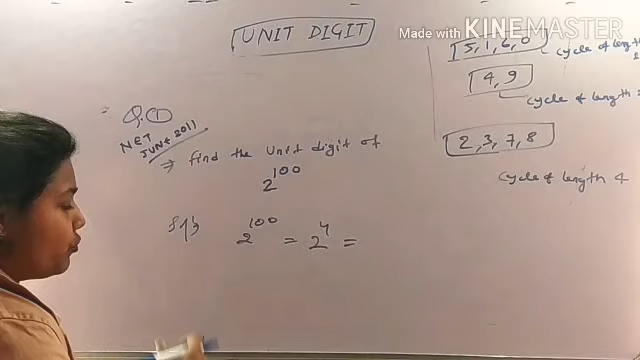 Made with KINEMASTER
UNIT DIGIT
5, 1, 6, 0
cycle of length
4, 9
cycle of length
2, 3, 7, 8
cycle of length 4
Q.①
NET
JUNE 2011
⇒ find the unit digit of
2^100
2^100 = 2^4 =